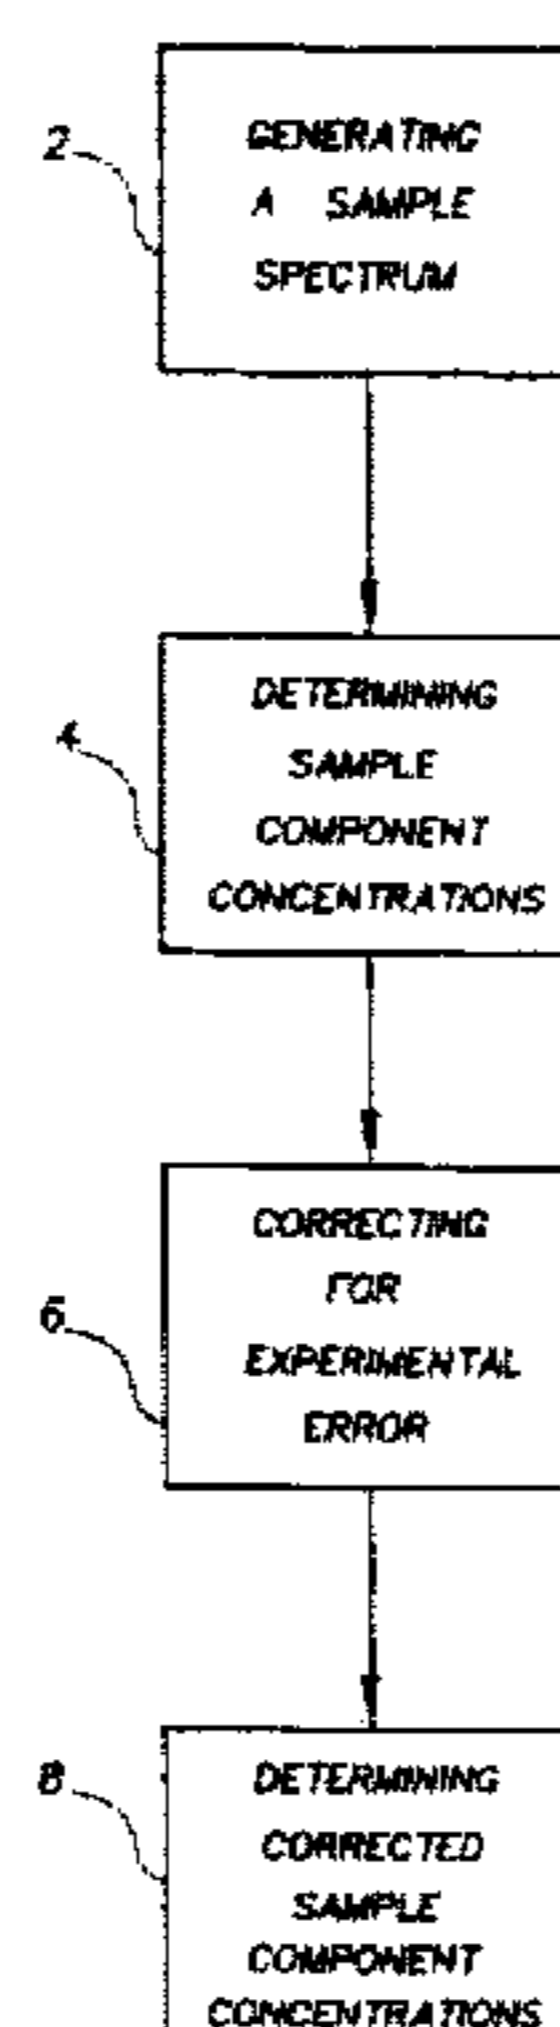 2
GENERATING
A SAMPLE
SPECTRUM
4
DETERMINING
SAMPLE
COMPONENT
CONCENTRATIONS
6
CORRECTING
FOR
EXPERIMENTAL
ERROR
8
DETERMINING
CORRECTED
SAMPLE
COMPONENT
CONCENTRATIONS